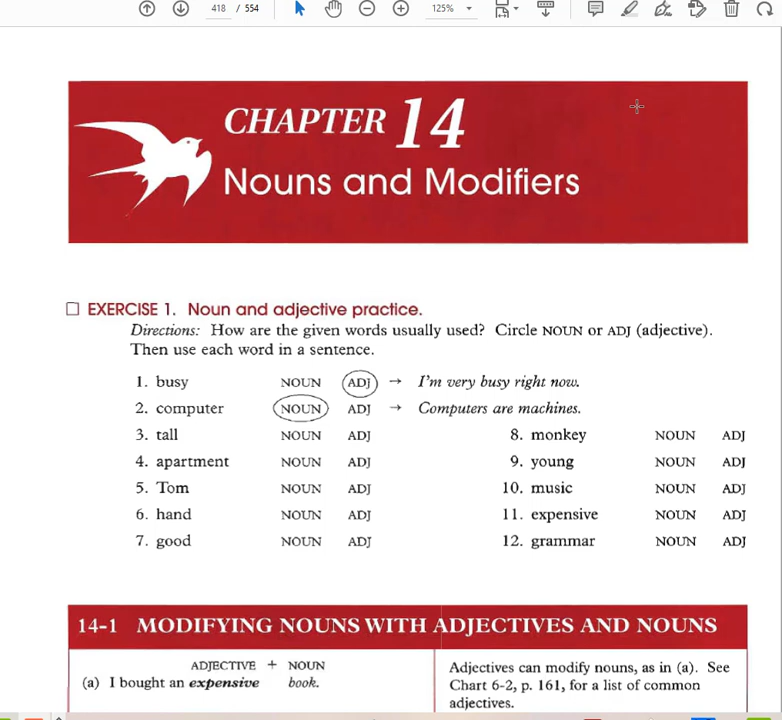 418 / 554 125%
CHAPTER 14
Nouns and Modifiers
EXERCISE 1. Noun and adjective practice.
Directions: How are the given words usually used? Circle NOUN or ADJ (adjective).
Then use each word in a sentence.
1. busy NOUN ADJ → I'm very busy right now.
2. computer NOUN ADJ → Computers are machines.
3. tall NOUN ADJ 8. monkey NOUN ADJ
4. apartment NOUN ADJ 9. young NOUN ADJ
5. Tom NOUN ADJ 10. music NOUN ADJ
6. hand NOUN ADJ 11. expensive NOUN ADJ
7. good NOUN ADJ 12. grammar NOUN ADJ
14-1 MODIFYING NOUNS WITH ADJECTIVES AND NOUNS
ADJECTIVE + NOUN
(a) I bought an expensive book.
Adjectives can modify nouns, as in (a). See
Chart 6-2, p. 161, for a list of common
adjectives.